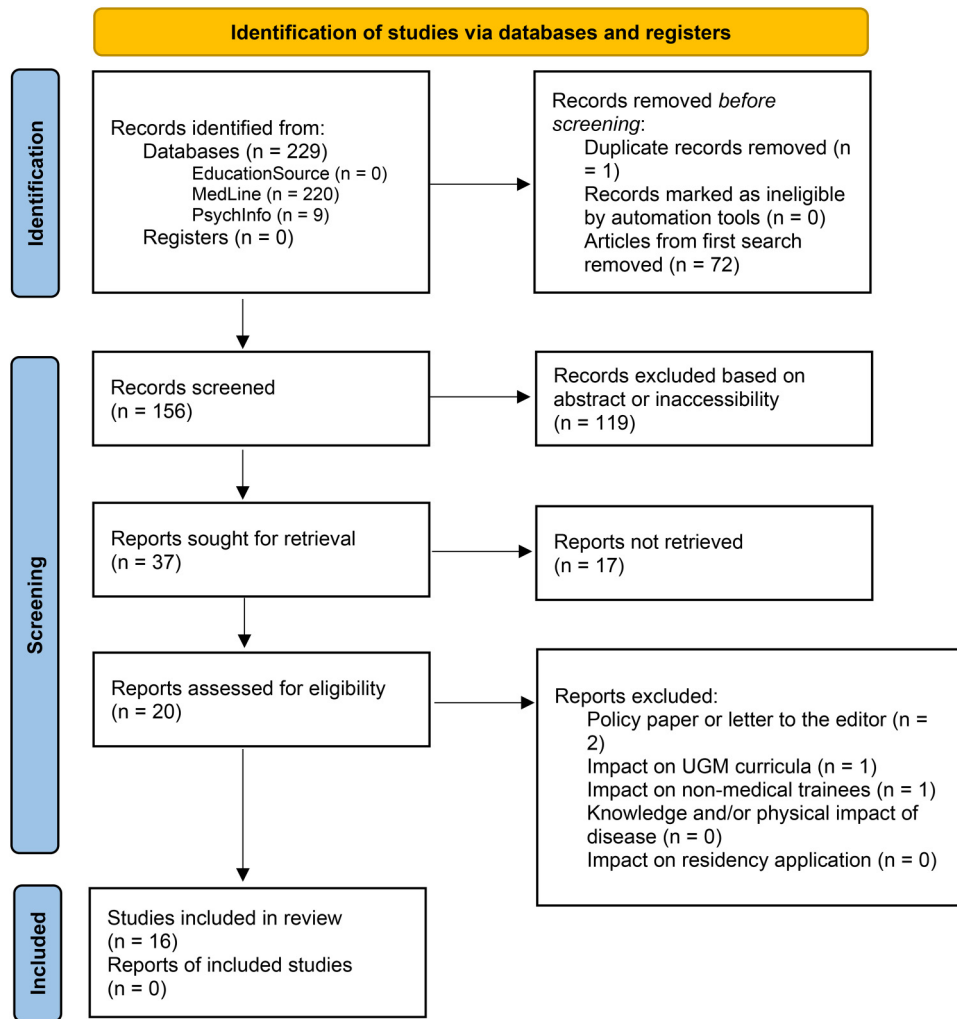 Identification of studies via databases and registers
Identification
Records identified from:
Databases (n = 229)
EducationSource (n = 0)
MedLine (n = 220)
PsychInfo (n = 9)
Registers (n = 0)
Records removed before
screening:
Duplicate records removed (n
= 1)
Records marked as ineligible
by automation tools (n = 0)
Articles from first search
removed (n = 72)
Screening
Records screened
(n = 156)
Records excluded based on
abstract or inaccessibility
(n = 119)
Reports sought for retrieval
(n = 37)
Reports not retrieved
(n = 17)
Reports assessed for eligibility
(n = 20)
Reports excluded:
Policy paper or letter to the editor (n =
2)
Impact on UGM curricula (n = 1)
Impact on non-medical trainees (n = 1)
Knowledge and/or physical impact of
disease (n = 0)
Impact on residency application (n = 0)
Included
Studies included in review
(n = 16)
Reports of included studies
(n = 0)